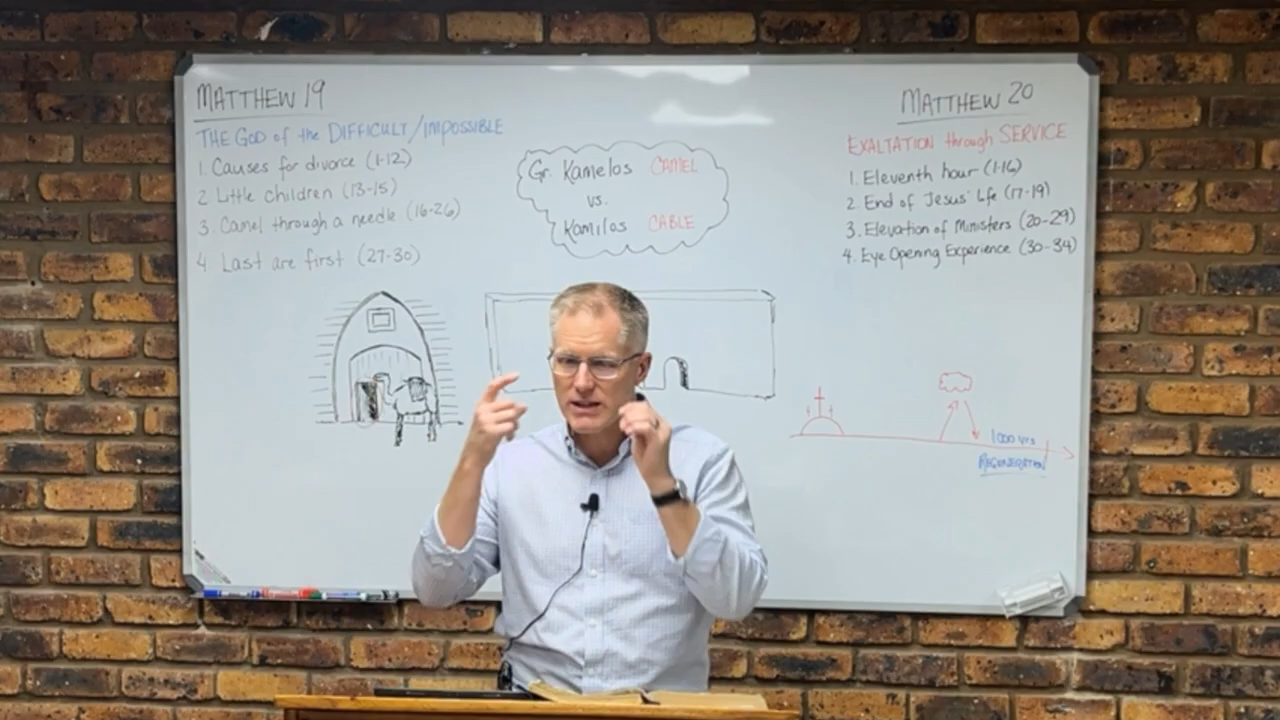 MATTHEW 19
THE GOD of the DIFFICULT/IMPOSSIBLE
1. Causes for divorce (1-12)
2 Little children (13-15)
3. Camel through a needle (16-26)
4 Last are first (27-30)
Gr. Kamelos CAMEL
vs.
Kamilos CABLE
MATTHEW 20
EXALTATION through SERVICE
1. Eleventh hour (1-16)
2. End of Jesus' Life (17-19)
3. Elevation of Ministers (20-29)
4. Eye Opening Experience (30-34)
1000 yrs
REGENERATION